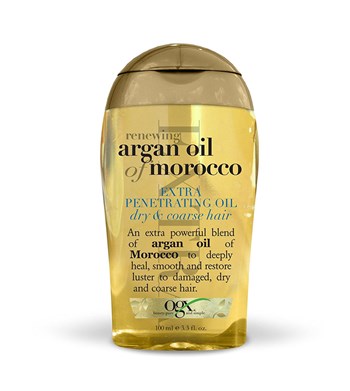 renewing
argan oil
of morocco
EXTRA
PENETRATING OIL
dry & coarse hair
An extra powerful blend
of argan oil of
Morocco to deeply
heal, smooth and restore
luster to damaged, dry
and coarse hair.
ogx
100 ml e 3.3 fl. oz.